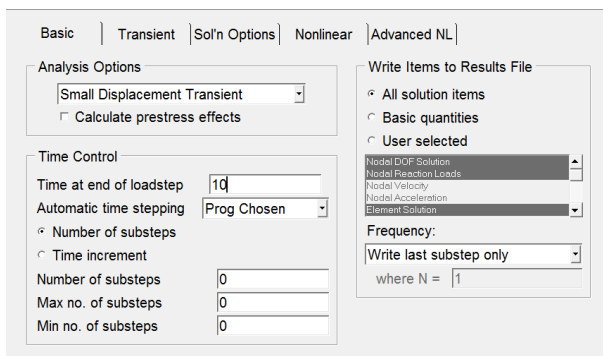 Basic Transient Sol'n Options Nonlinear Advanced NL
Analysis Options
Small Displacement Transient
Calculate prestress effects
Time Control
Time at end of loadstep 10
Automatic time stepping Prog Chosen
Number of substeps
Time increment
Number of substeps 0
Max no. of substeps 0
Min no. of substeps 0
Write Items to Results File
All solution items
Basic quantities
User selected
Nodal DOF Solution
Nodal Reaction Loads
Nodal Velocity
Nodal Acceleration
Element Solution
Frequency:
Write last substep only
where N = 1